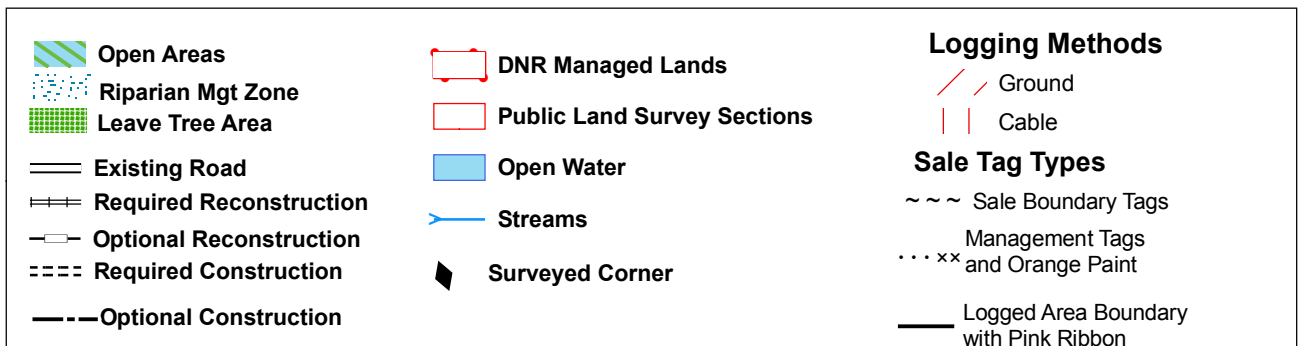 Open Areas
Riparian Mgt Zone
Leave Tree Area
Existing Road
Required Reconstruction
Optional Reconstruction
Required Construction
Optional Construction
DNR Managed Lands
Public Land Survey Sections
Open Water
Streams
Surveyed Corner
Logging Methods
Ground
Cable
Sale Tag Types
Sale Boundary Tags
Management Tags
and Orange Paint
Logged Area Boundary
with Pink Ribbon